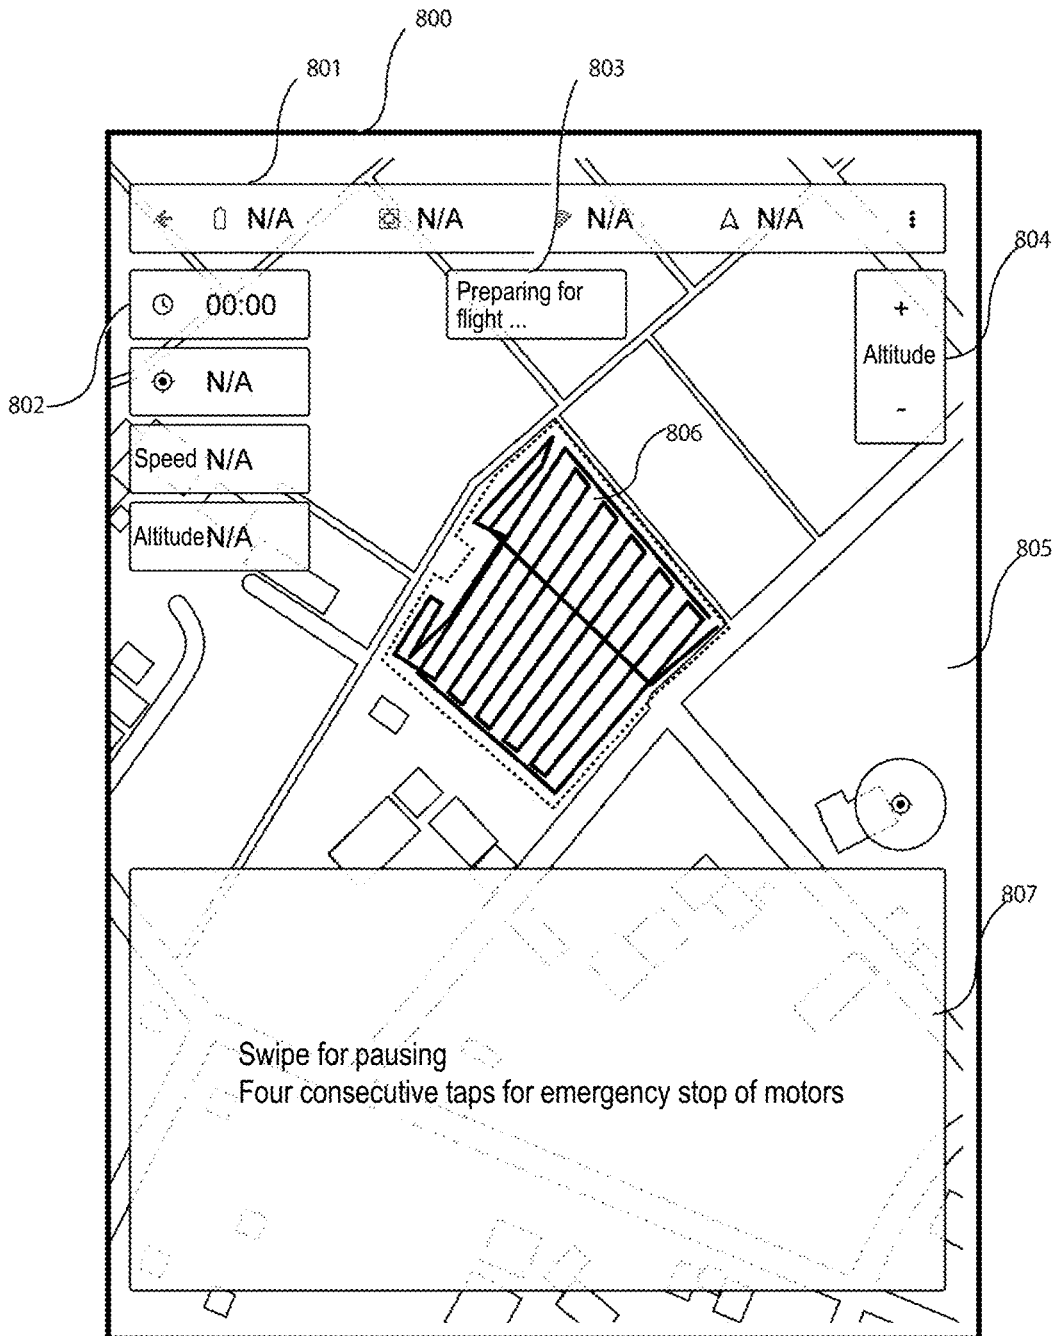 800
801
803
N/A N/A N/A N/A
804
00:00
Preparing for
flight ...
+
Altitude
-
802
N/A
806
Speed N/A
Altitude N/A
805
807
Swipe for pausing
Four consecutive taps for emergency stop of motors